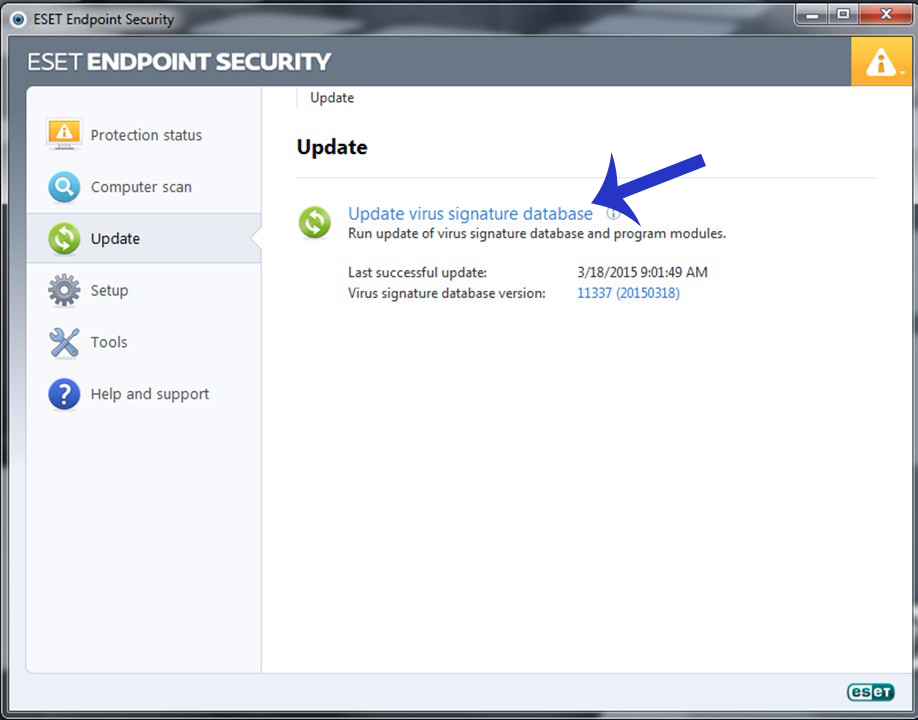 ESET Endpoint Security
ESET ENDPOINT SECURITY
Update
Protection status
Computer scan
Update
Setup
Tools
Help and support
Update
Update virus signature database
Run update of virus signature database and program modules.
Last successful update: 3/18/2015 9:01:49 AM
Virus signature database version: 11337 (20150318)
eseT